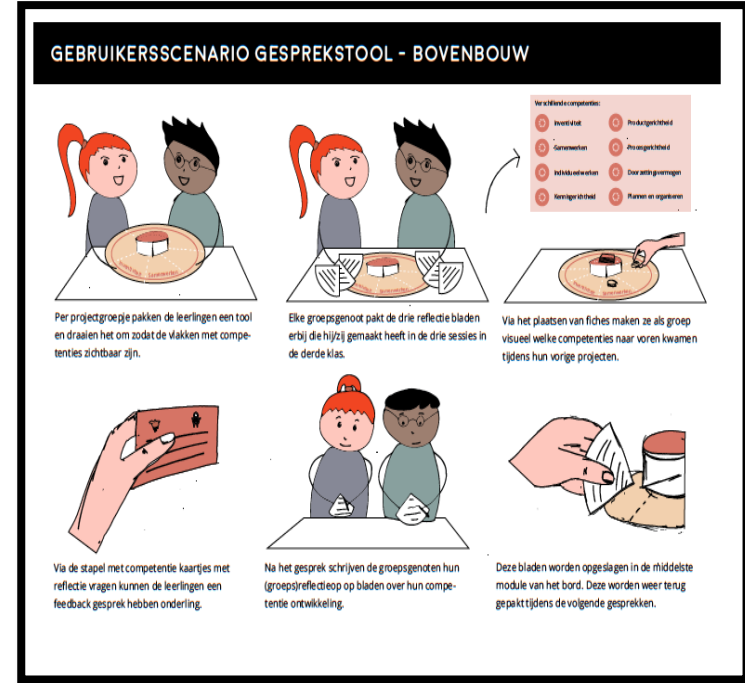 GEBRUIKERSSCENARIO GESPREKSTOOL - BOVENBOUW
Verschillende competenties:
Inventiviteit
Productgerichtheid
Samenwerken
Procesgerichtheid
Individueel werken
Doorzettingsvermogen
Kennisgerichtheid
Plannen en organiseren
Samenwerken
Per projectgroepje pakken de leerlingen een tool
en draaien het om zodat de vlakken met compe-
tenties zichtbaar zijn.
Elke groepsgenoot pakt de drie reflectie bladen
erbij die hij/zij gemaakt heeft in de drie sessies in
de derde klas.
Via het plaatsen van fiches maken ze als groep
visueel welke competenties naar voren kwamen
tijdens hun vorige projecten.
Via de stapel met competentie kaartjes met
reflectie vragen kunnen de leerlingen een
feedback gesprek hebben onderling.
Na het gesprek schrijven de groepsgenoten hun
(groeps)reflectieop op bladen over hun compe-
tentie ontwikkeling.
Deze bladen worden opgeslagen in de middelste
module van het bord. Deze worden weer terug
gepakt tijdens de volgende gesprekken.